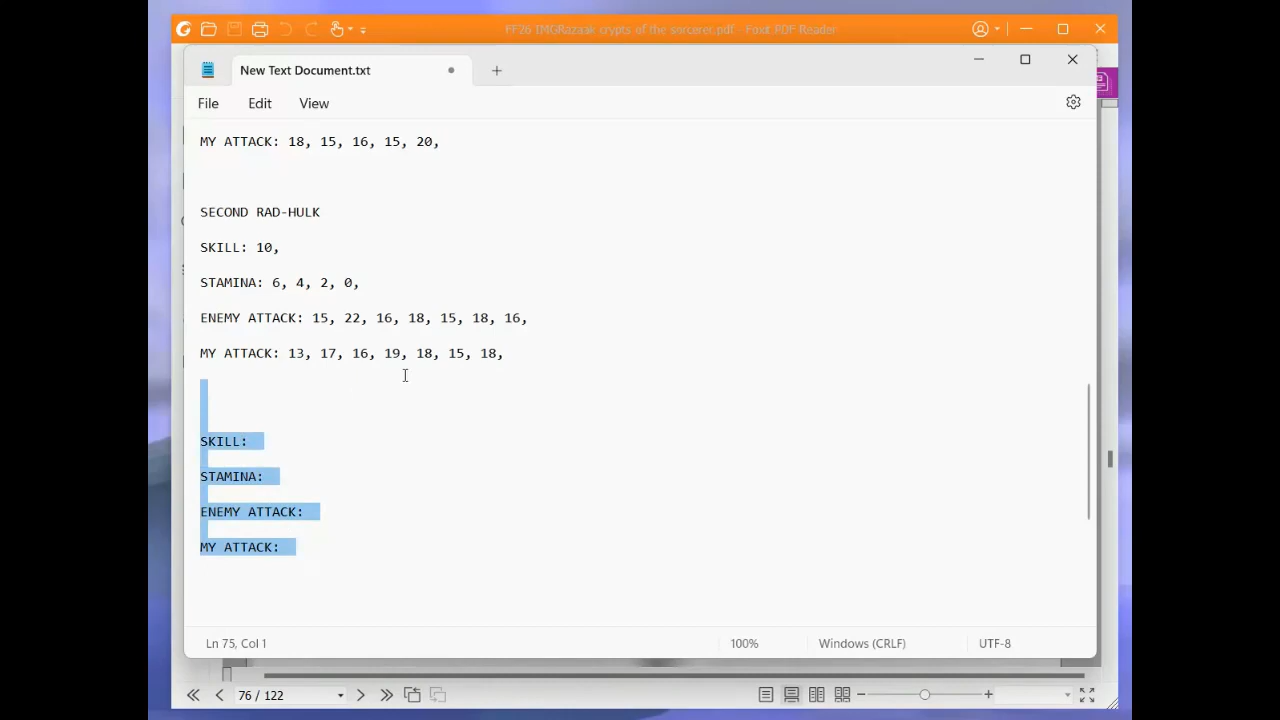 FF26 IMGRazaak crypts of the sorcerer.pdf - Foxit PDF Reader
New Text Document.txt
File Edit View
MY ATTACK: 18, 15, 16, 15, 20,
SECOND RAD-HULK
SKILL: 10,
STAMINA: 6, 4, 2, 0,
ENEMY ATTACK: 15, 22, 16, 18, 15, 18, 16,
MY ATTACK: 13, 17, 16, 19, 18, 15, 18,
SKILL:
STAMINA:
ENEMY ATTACK:
MY ATTACK:
Ln 75, Col 1 100% Windows (CRLF) UTF-8
76 / 122